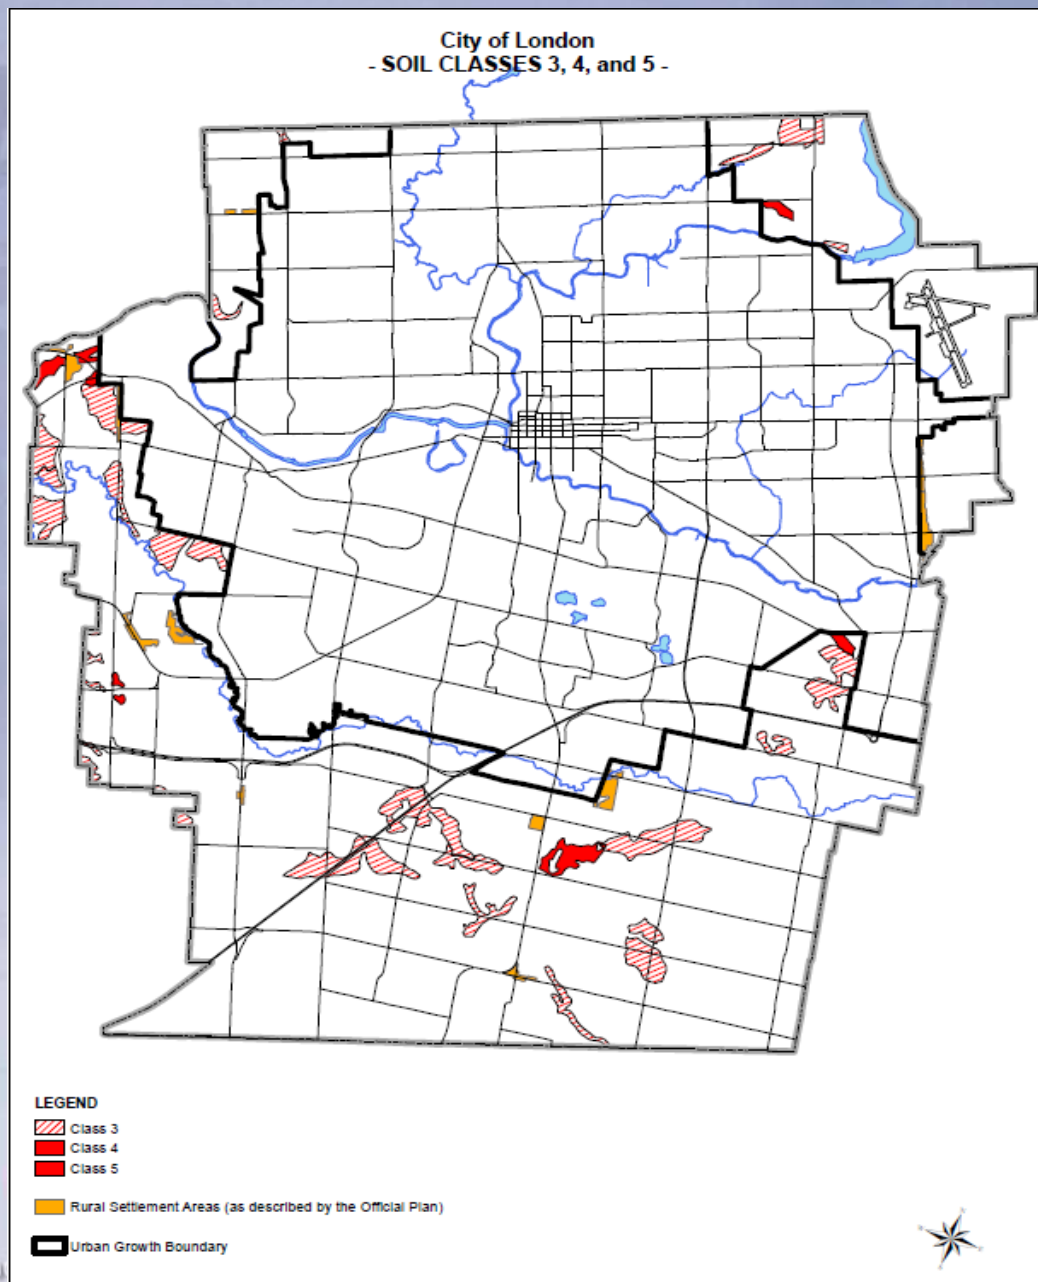 City of London
- SOIL CLASSES 3, 4, and 5 -
LEGEND
Class 3
Class 4
Class 5
Rural Settlement Areas (as described by the Official Plan)
Urban Growth Boundary